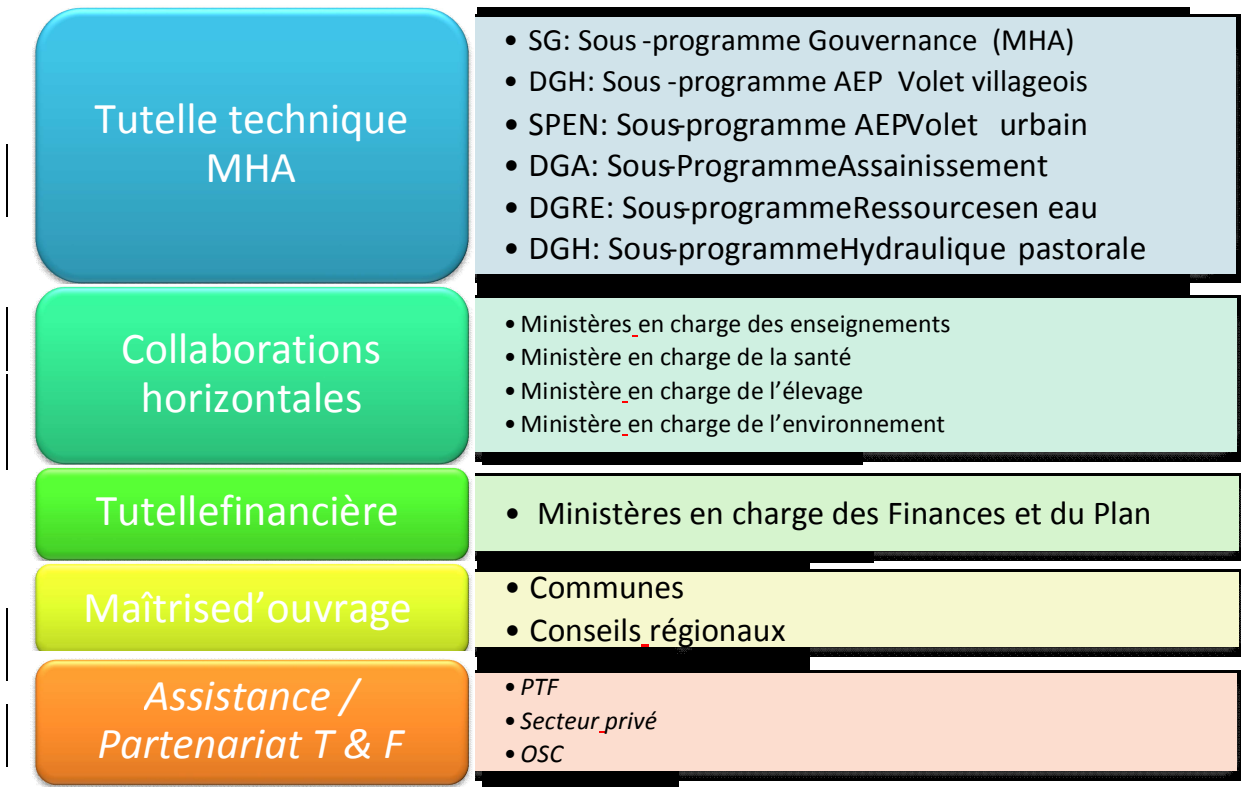 Tutelle technique
MHA
• SG: Sous -programme Gouvernance (MHA)
• DGH: Sous -programme AEP Volet villageois
• SPEN: Sous-programme AEPVolet urbain
• DGA: Sous-ProgrammeAssainissement
• DGRE: Sous-programmeRessourcesen eau
• DGH: Sous-programmeHydraulique pastorale
Collaborations
horizontales
• Ministères en charge des enseignements
• Ministère en charge de la santé
• Ministère en charge de l’élevage
• Ministère en charge de l’environnement
Tutellefinancière
• Ministères en charge des Finances et du Plan
Maîtrised’ouvrage
• Communes
• Conseils régionaux
Assistance /
Partenariat T & F
• PTF
• Secteur privé
• OSC